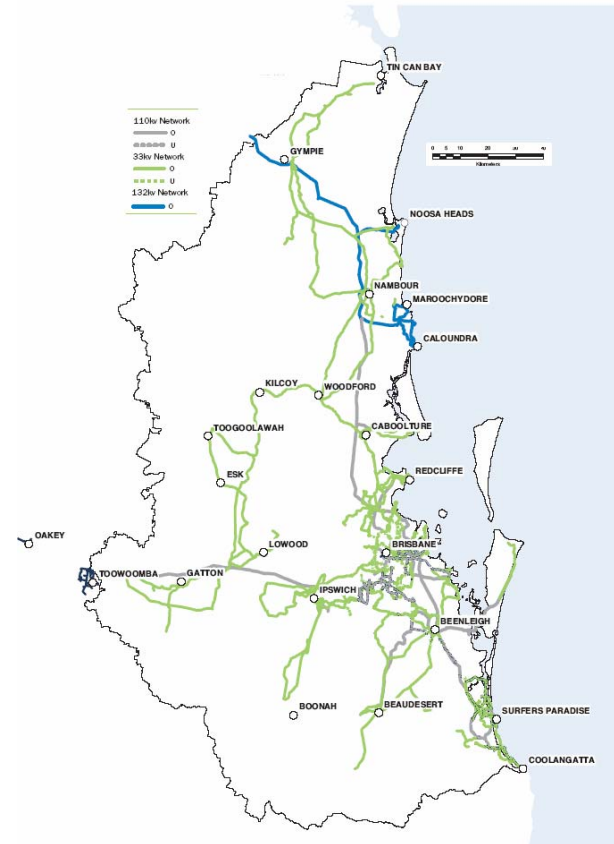 TIN CAN BAY
110kv Network
O
U
33kv Network
O
U
132kv Network
O
GYMPIE
0 5 10 20 30 40
Kilometers
NOOSA HEADS
NAMBOUR
MAROOCHYDORE
CALOUNDRA
KILCOY
WOODFORD
TOOGOOLAWAH
CABOOLTURE
ESK
REDCLIFFE
OAKEY
LOWOOD
BRISBANE
TOOWOOMBA
GATTON
IPSWICH
BEENLEIGH
BOONAH
BEAUDESERT
SURFERS PARADISE
COOLANGATTA